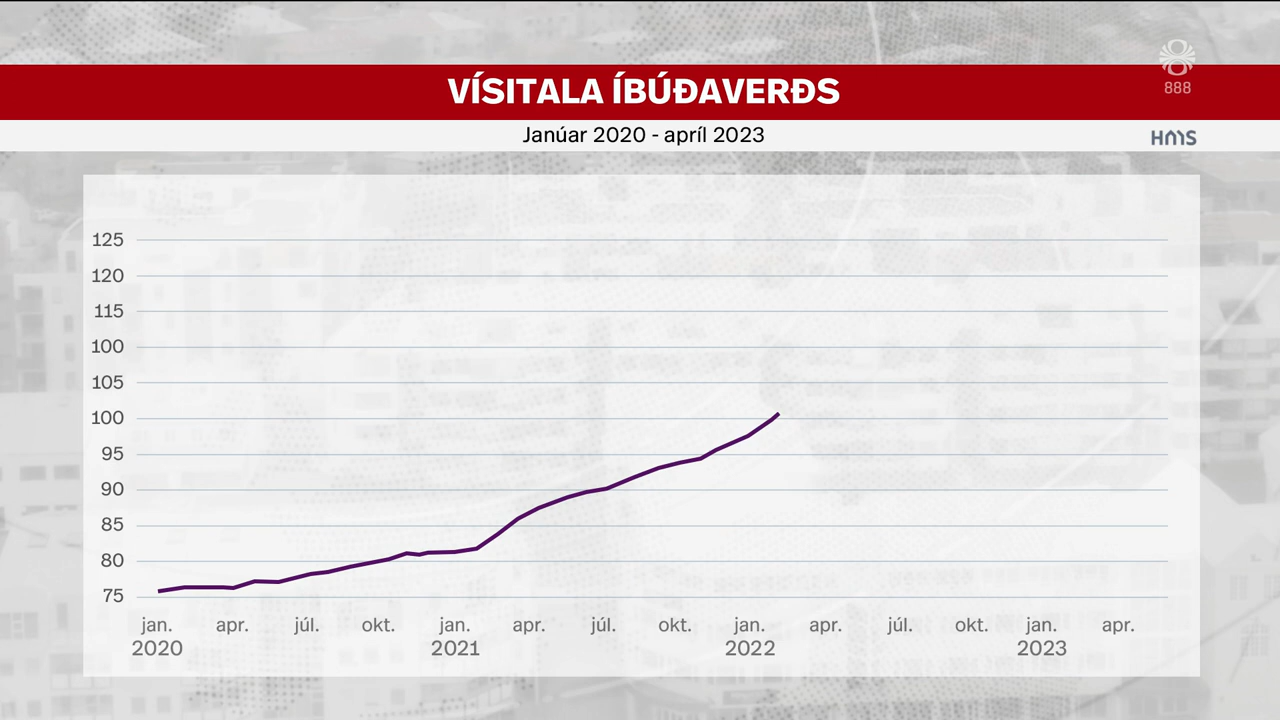 888
VÍSITALA ÍBÚÐAVERÐS
Janúar 2020 - apríl 2023
HMS
125
120
115
100
105
100
95
90
85
80
75
jan. apr. júl. okt. jan. apr. júl. okt. jan. apr. júl. okt. jan. apr.
2020 2021 2022 2023